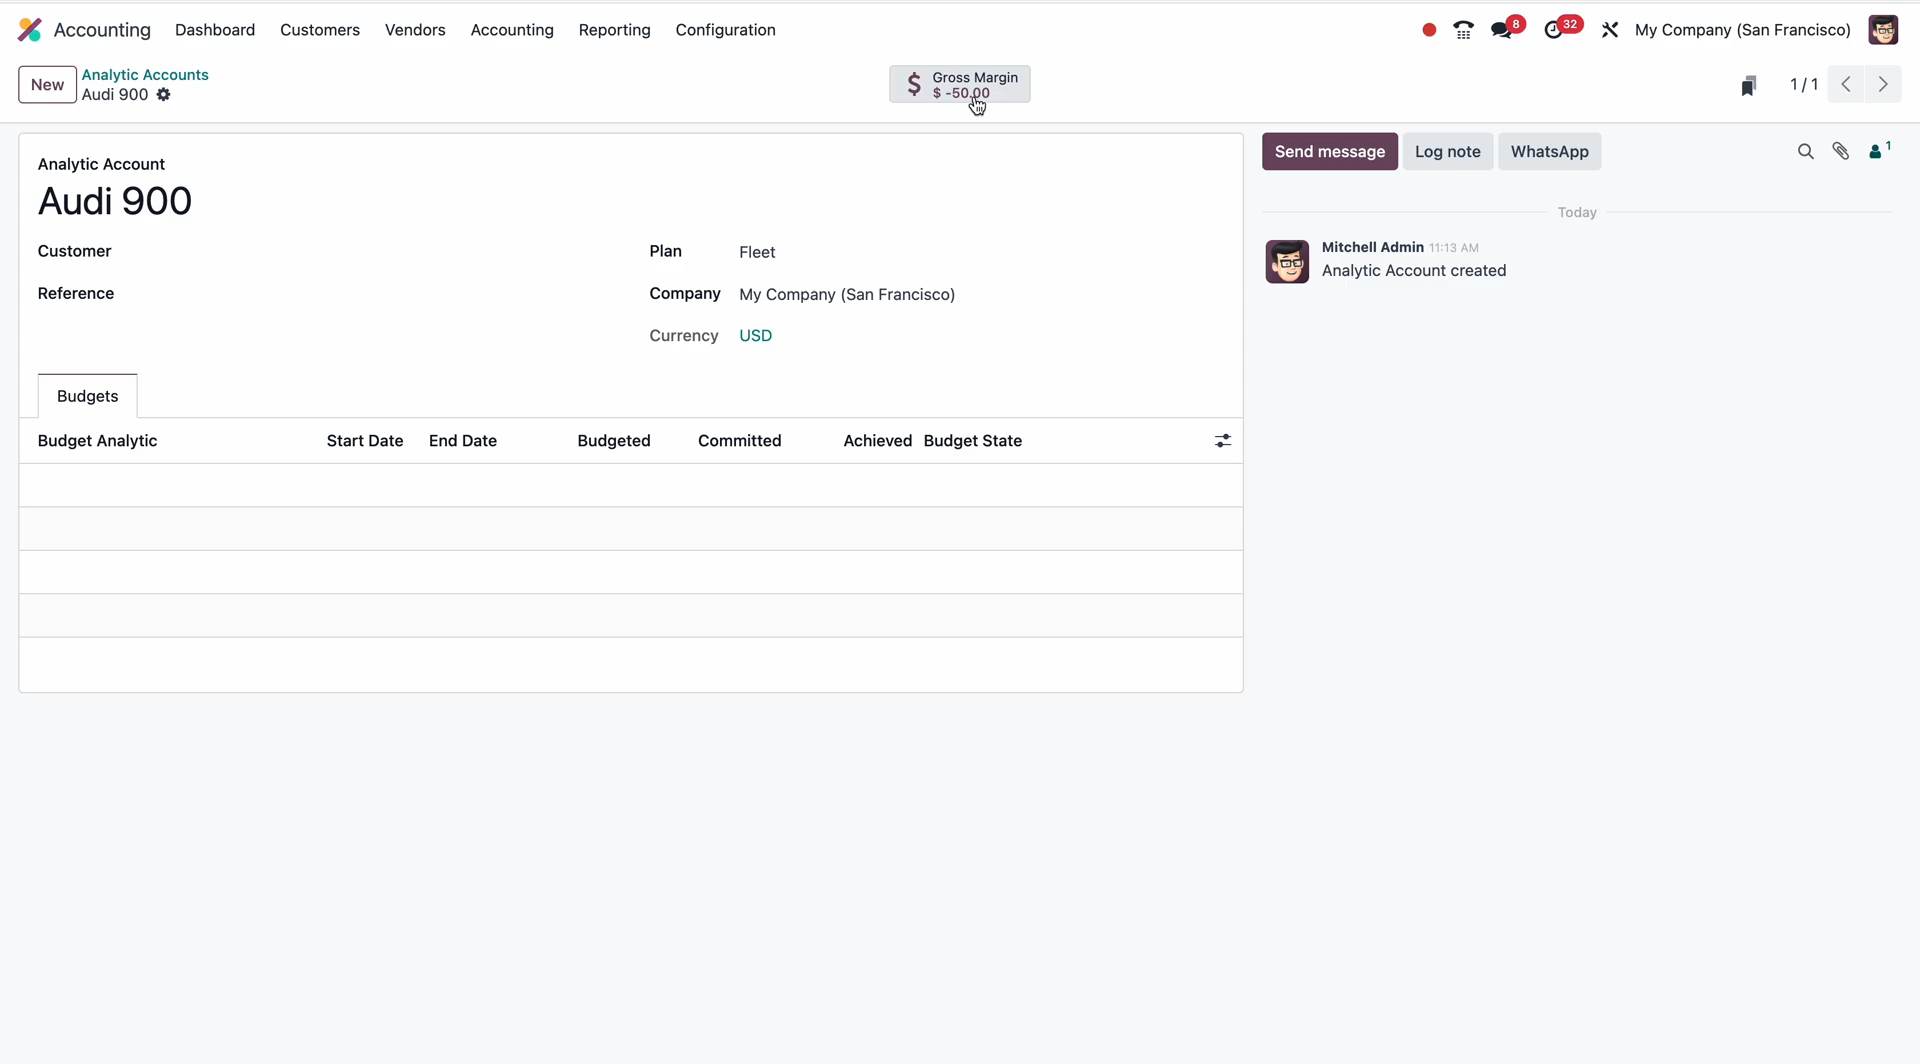 Accounting Dashboard Customers Vendors Accounting Reporting Configuration 8 32 My Company (San Francisco)
New Analytic Accounts
Audi 900
Gross Margin
$ -50.00
1 / 1
Analytic Account
Audi 900
Customer
Reference
Plan Fleet
Company My Company (San Francisco)
Currency USD
Budgets
Budget Analytic Start Date End Date Budgeted Committed Achieved Budget State
Send message Log note WhatsApp 1
Today
Mitchell Admin 11:13 AM
Analytic Account created